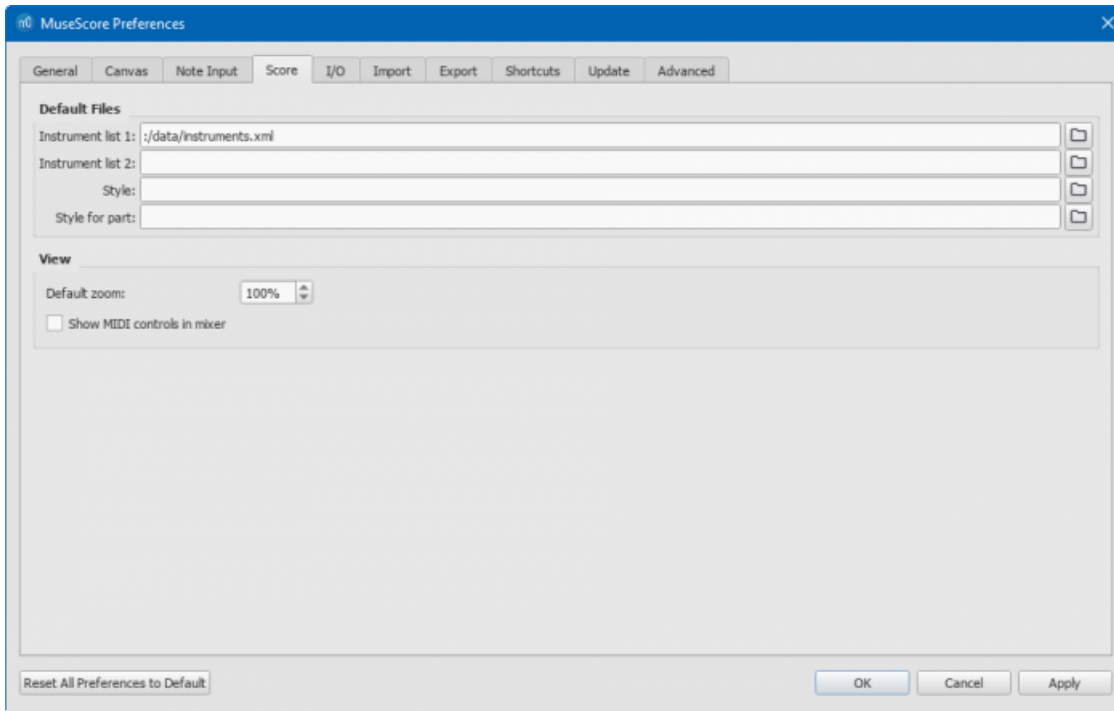 MuseScore Preferences
General Canvas Note Input Score I/O Import Export Shortcuts Update Advanced
Default Files
Instrument list 1: :/data/instruments.xml
Instrument list 2:
Style:
Style for part:
View
Default zoom: 100%
Show MIDI controls in mixer
Reset All Preferences to Default OK Cancel Apply